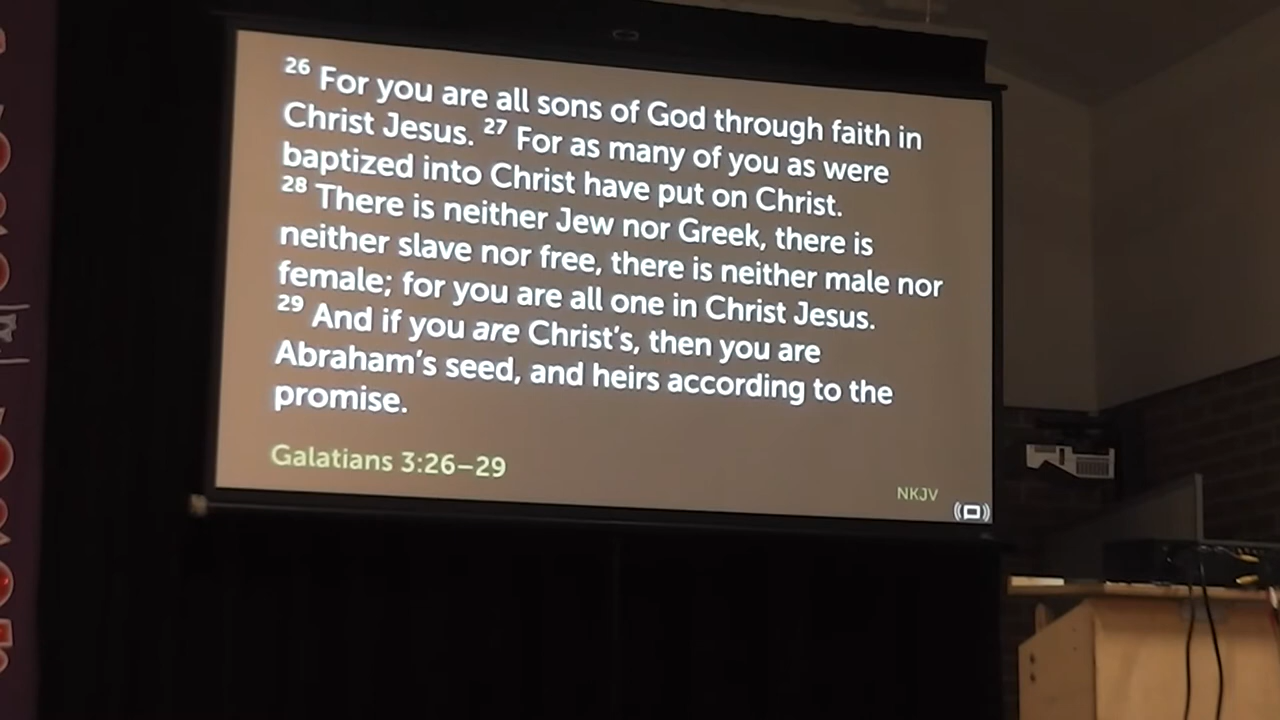 26 For you are all sons of God through faith in
Christ Jesus. 27 For as many of you as were
baptized into Christ have put on Christ.
28 There is neither Jew nor Greek, there is
neither slave nor free, there is neither male nor
female; for you are all one in Christ Jesus.
29 And if you are Christ's, then you are
Abraham's seed, and heirs according to the
promise.
Galatians 3:26–29
NKJV